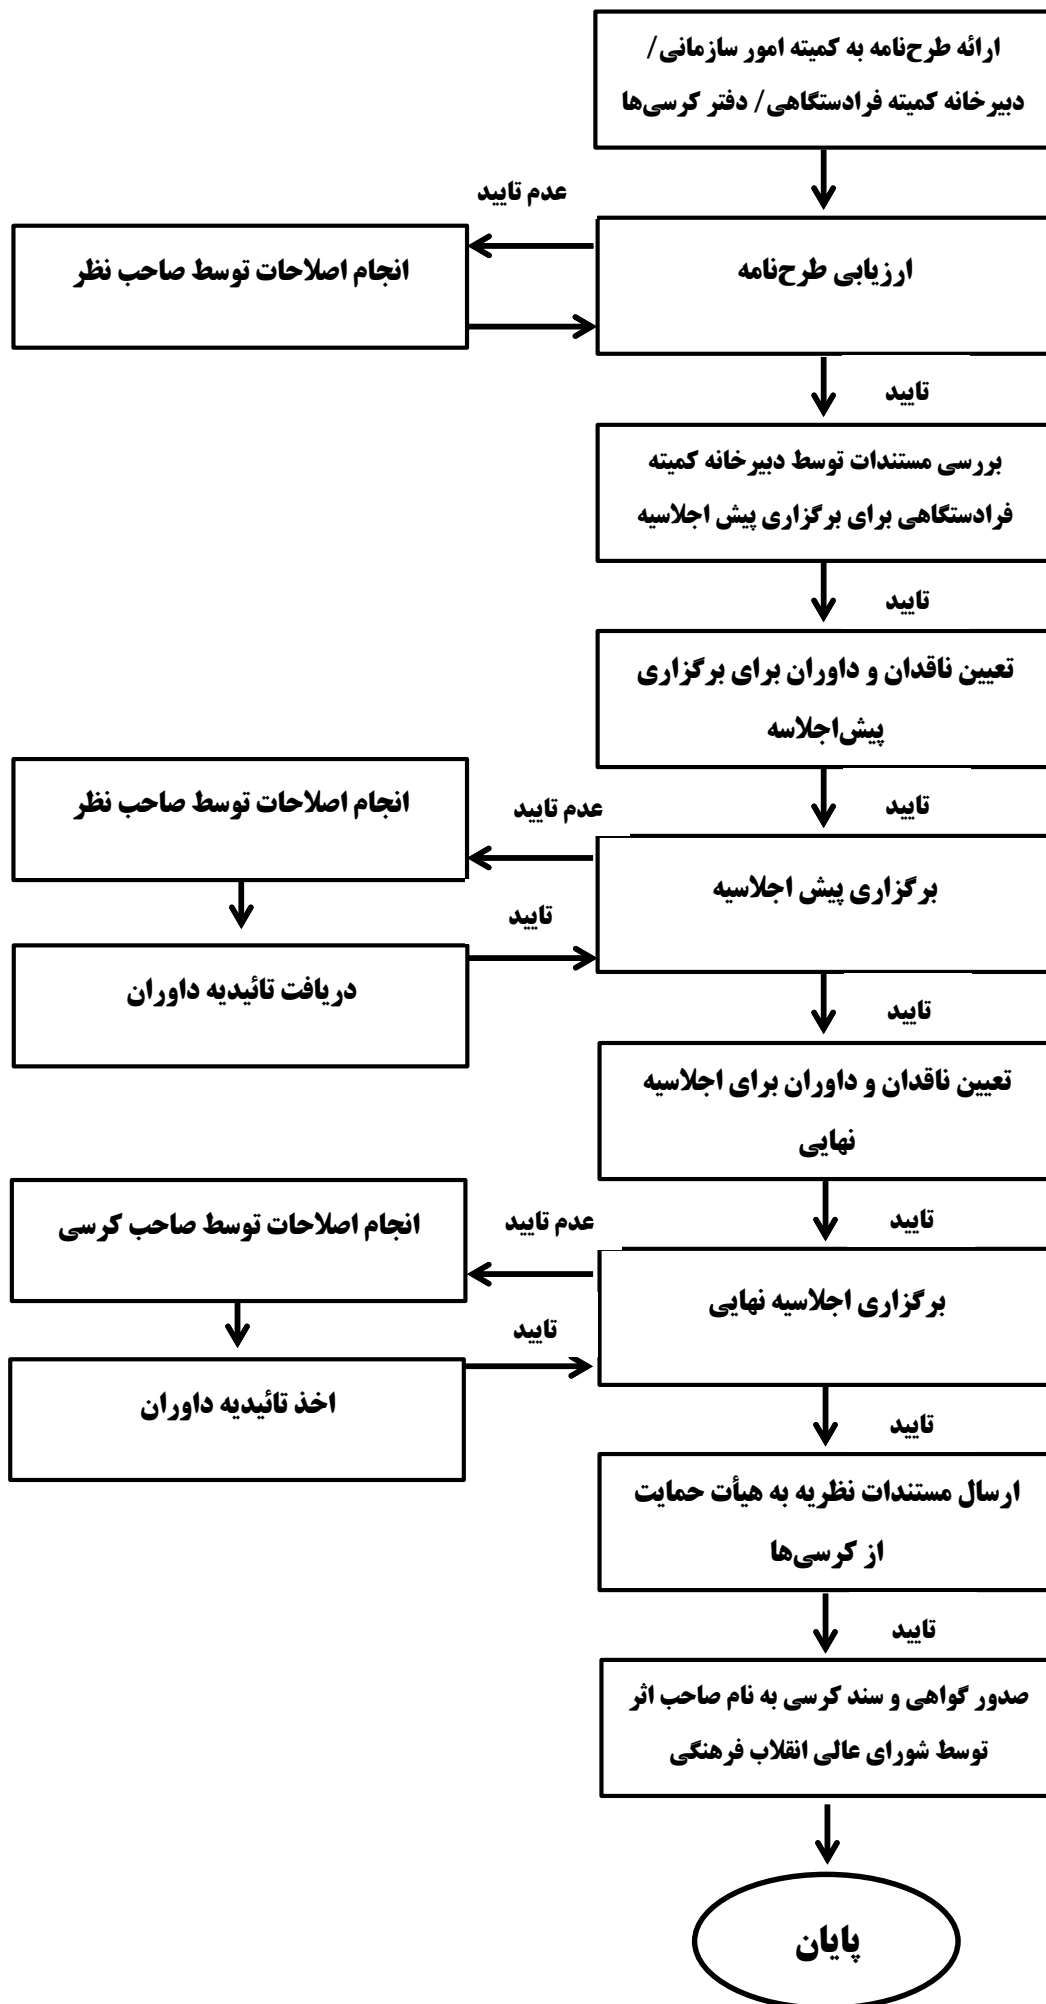 ارائه طرح‌نامه به کمیته امور سازمانی/
دبیرخانه کمیته فرادستگاهی/ دفتر کرسی‌ها
عدم تایید
ارزیابی طرح‌نامه
انجام اصلاحات توسط صاحب نظر
تایید
بررسی مستندات توسط دبیرخانه کمیته
فرادستگاهی برای برگزاری پیش اجلاسیه
تایید
تعیین ناقدان و داوران برای برگزاری
پیش‌اجلاسه
تایید
عدم تایید
انجام اصلاحات توسط صاحب نظر
برگزاری پیش اجلاسیه
تایید
دریافت تائیدیه داوران
تایید
تعیین ناقدان و داوران برای اجلاسیه
نهایی
تایید
عدم تایید
انجام اصلاحات توسط صاحب کرسی
برگزاری اجلاسیه نهایی
تایید
اخذ تائیدیه داوران
تایید
ارسال مستندات نظریه به هیأت حمایت
از کرسی‌ها
تایید
صدور گواهی و سند کرسی به نام صاحب اثر
توسط شورای عالی انقلاب فرهنگی
پایان